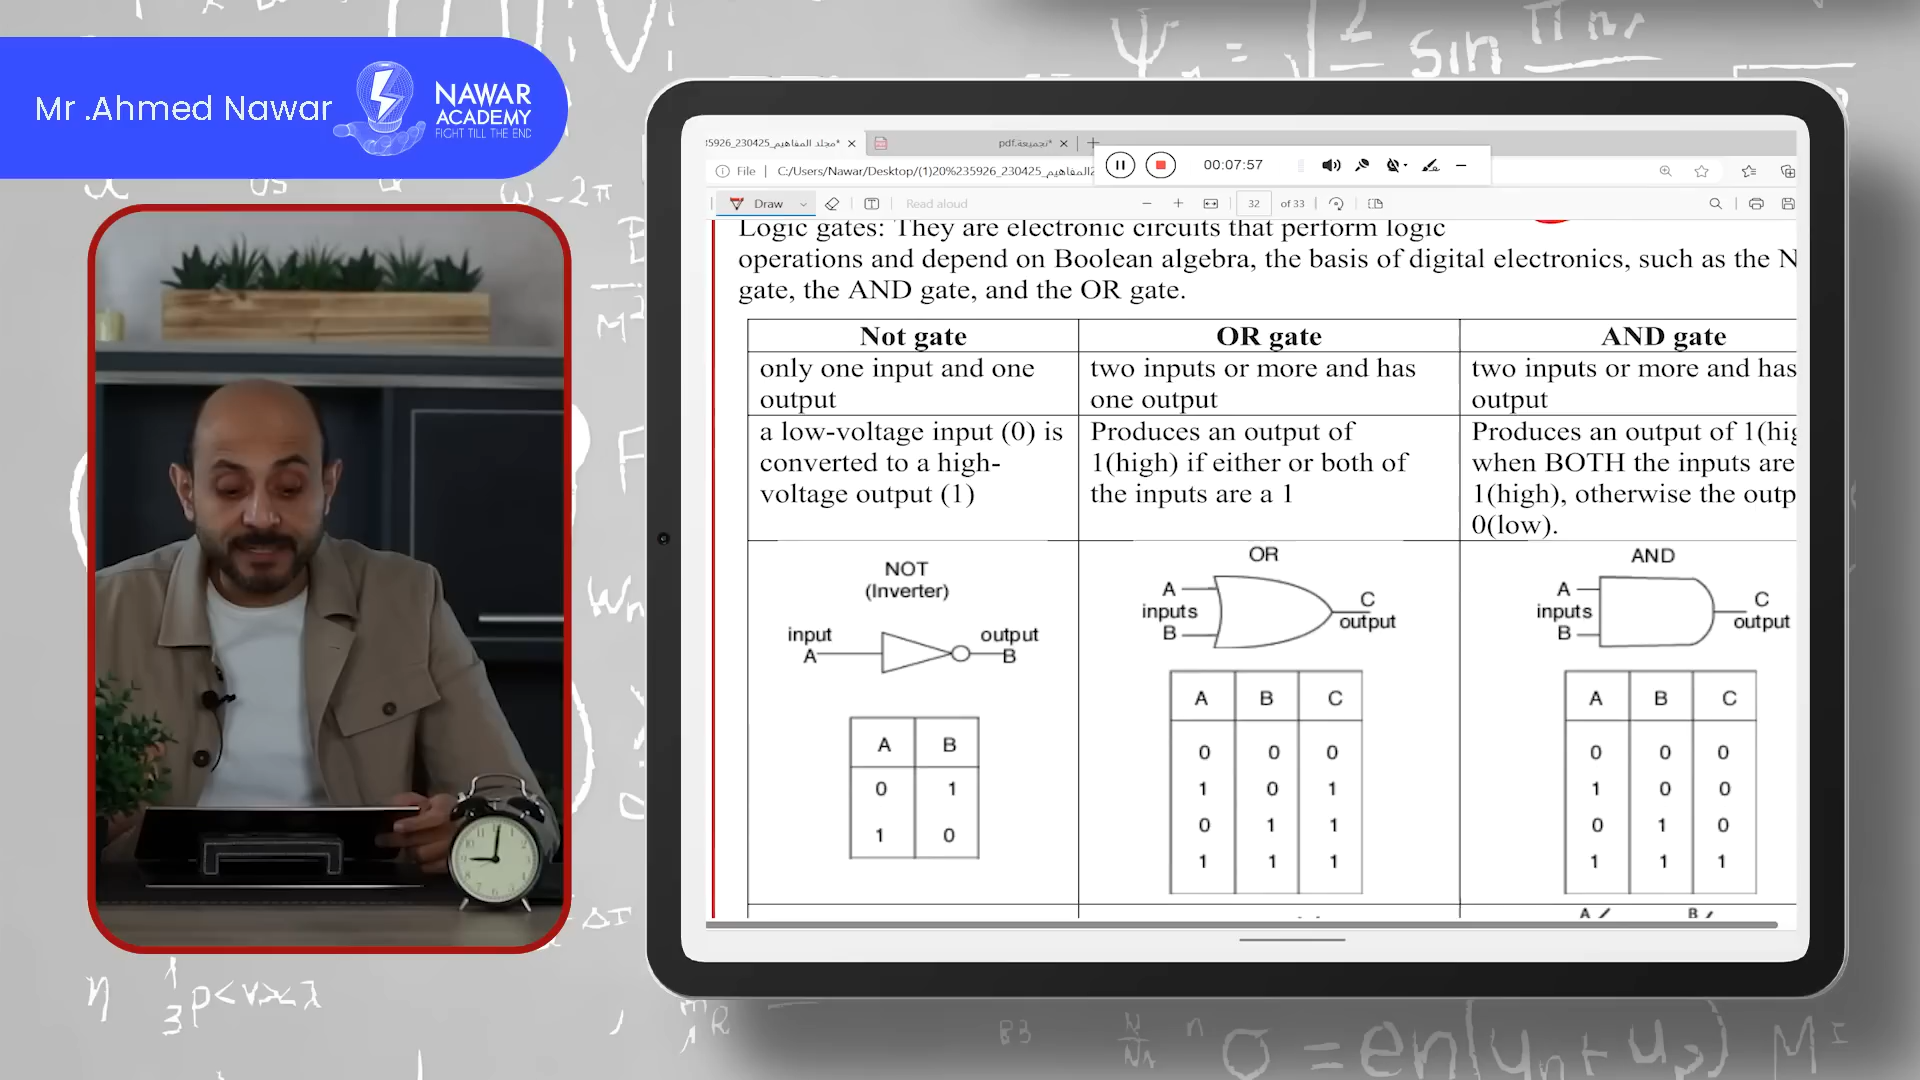 Mr .Ahmed Nawar
NAWAR
ACADEMY
FIGHT TILL THE END
35926_230425_مجلد المفاهيم*
تجميعة.pdf*
00:07:57
File
C:/Users/Nawar/Desktop/(1)20%235926_230425_المفاهيم
Draw
Read aloud
32
of 33
Logic gates: They are electronic circuits that perform logic
operations and depend on Boolean algebra, the basis of digital electronics, such as the N
gate, the AND gate, and the OR gate.
Not gate
OR gate
AND gate
only one input and one
output
two inputs or more and has
one output
two inputs or more and has
output
a low-voltage input (0) is
converted to a high-
voltage output (1)
Produces an output of
1(high) if either or both of
the inputs are a 1
Produces an output of 1(hig
when BOTH the inputs are
1(high), otherwise the outp
0(low).
NOT
(Inverter)
input
A
output
B
A B
0 1
1 0
OR
A
inputs
B
C
output
A B C
0 0 0
1 0 1
0 1 1
1 1 1
AND
A
inputs
B
C
output
A B C
0 0 0
1 0 0
0 1 0
1 1 1
A B